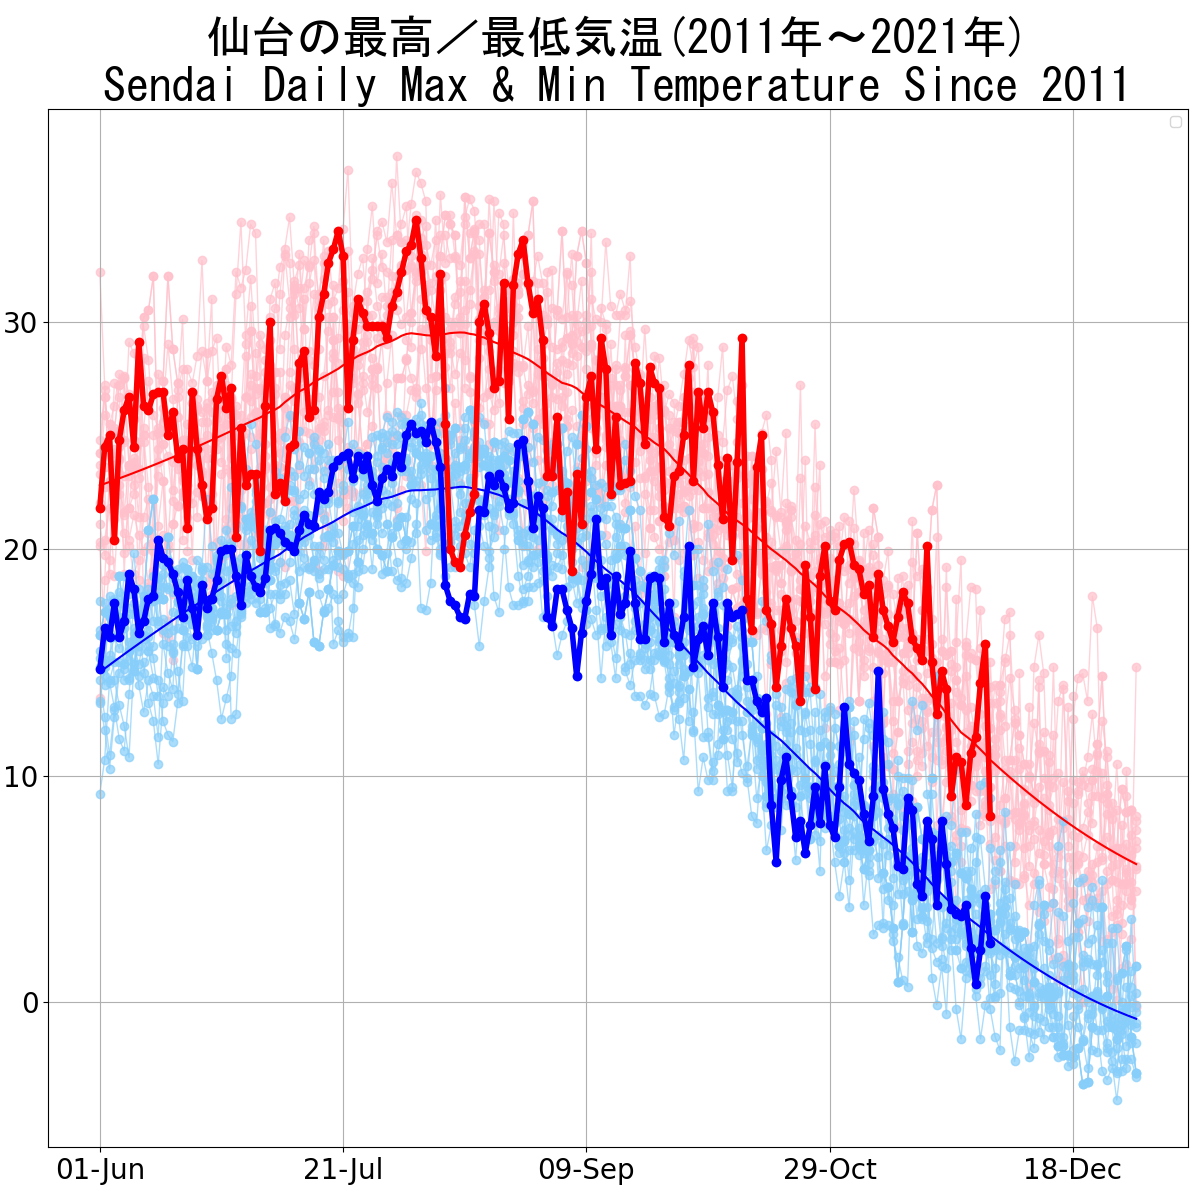 仙台の最高／最低気温(2011年～2021年)
Sendai Daily Max & Min Temperature Since 2011
30
20
10
0
01-Jun 21-Jul 09-Sep 29-Oct 18-Dec